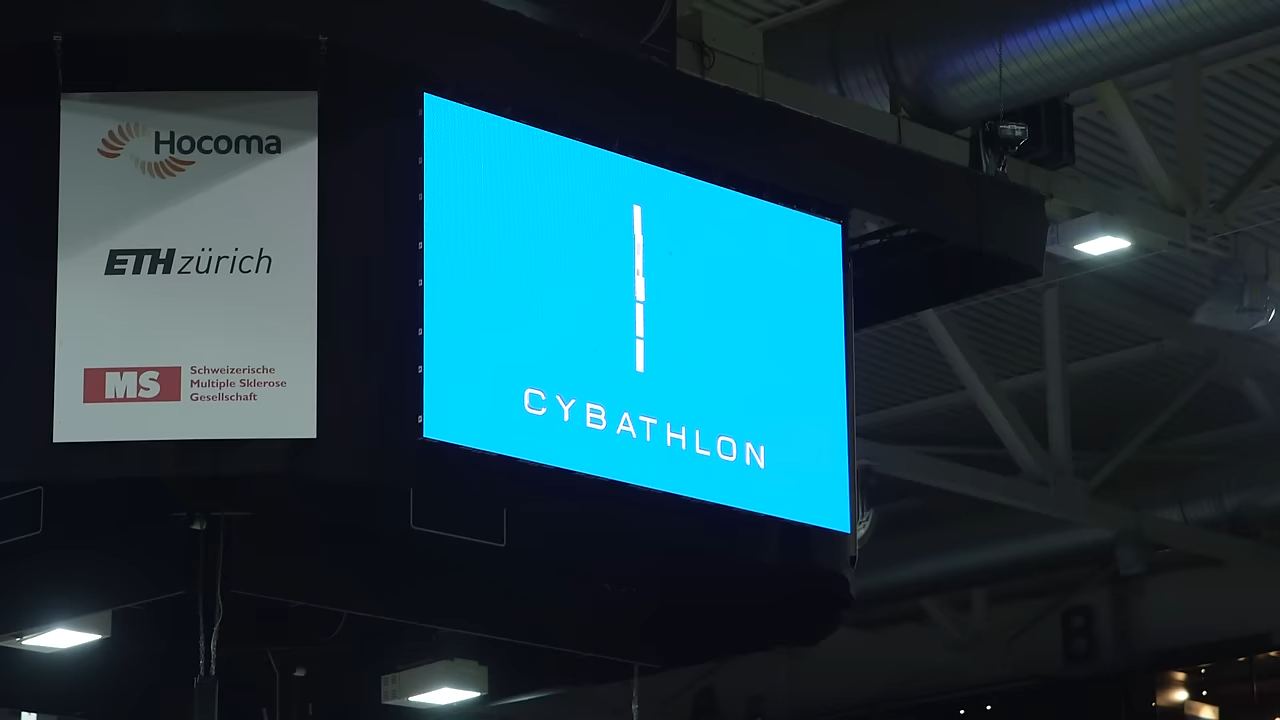 Hocoma
ETH zürich
MS
Schweizerische
Multiple Sklerose
Gesellschaft
CYBATHLON
B